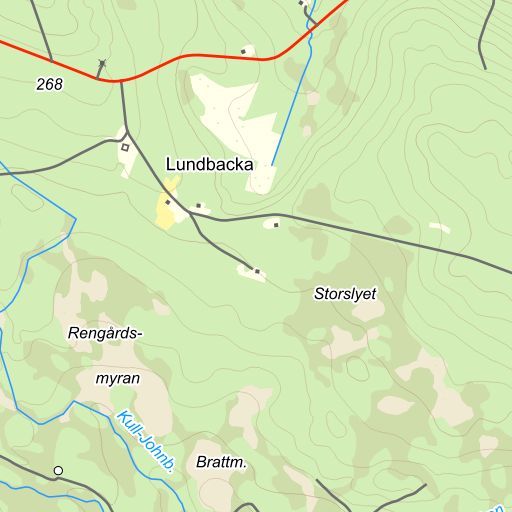 268
Lundbacka
Storslyet
Rengårds-
myran
Kull-Johnb.
Brattm.